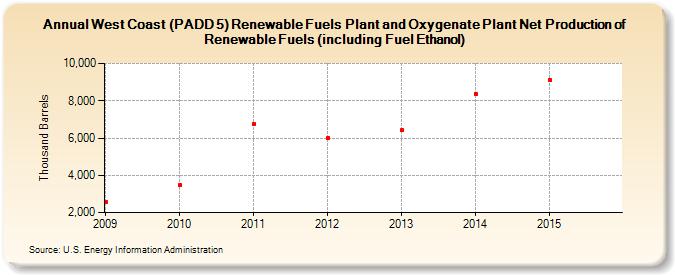 Annual West Coast (PADD 5) Renewable Fuels Plant and Oxygenate Plant Net Production of
Renewable Fuels (including Fuel Ethanol)
Thousand Barrels
10,000
8,000
6,000
4,000
2,000
2009 2010 2011 2012 2013 2014 2015
Source: U.S. Energy Information Administration